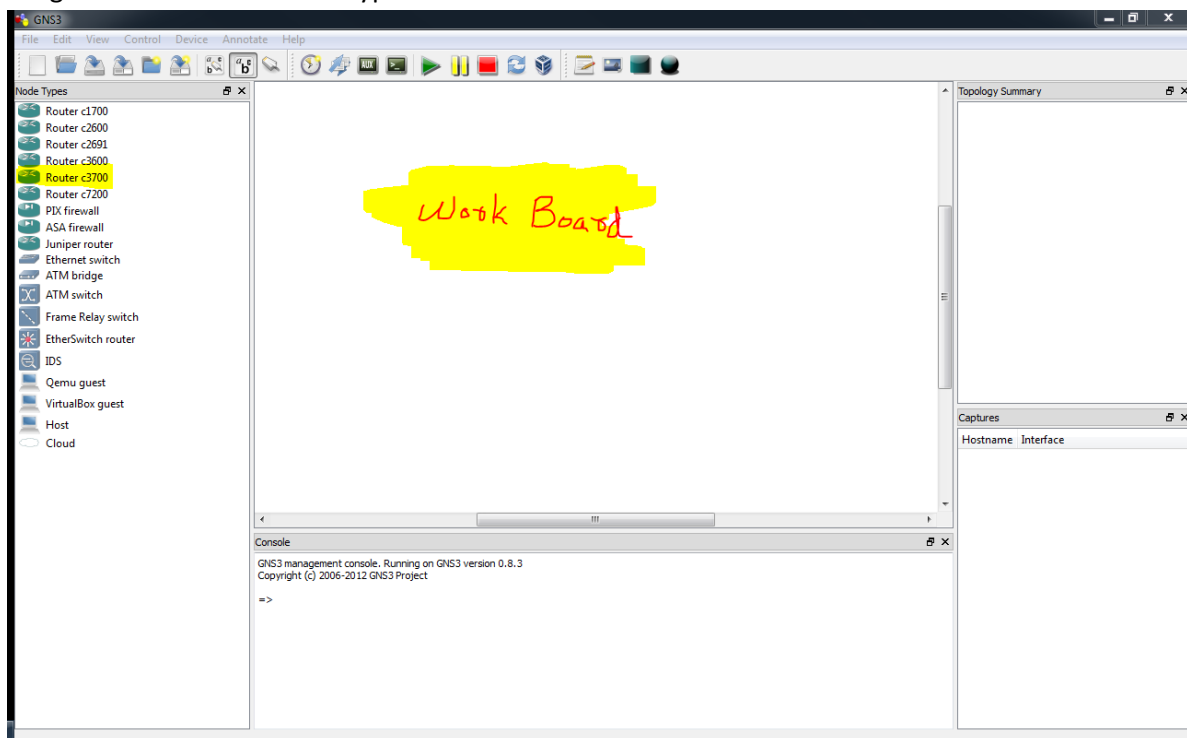 GNS3
File Edit View Control Device Annotate Help
Node Types
Router c1700
Router c2600
Router c2691
Router c3600
Router c3700
Router c7200
PIX firewall
ASA firewall
Juniper router
Ethernet switch
ATM bridge
ATM switch
Frame Relay switch
EtherSwitch router
IDS
Qemu guest
VirtualBox guest
Host
Cloud
Work Board
Console
GNS3 management console. Running on GNS3 version 0.8.3
Copyright (c) 2006-2012 GNS3 Project
=>
Topology Summary
Captures
Hostname Interface